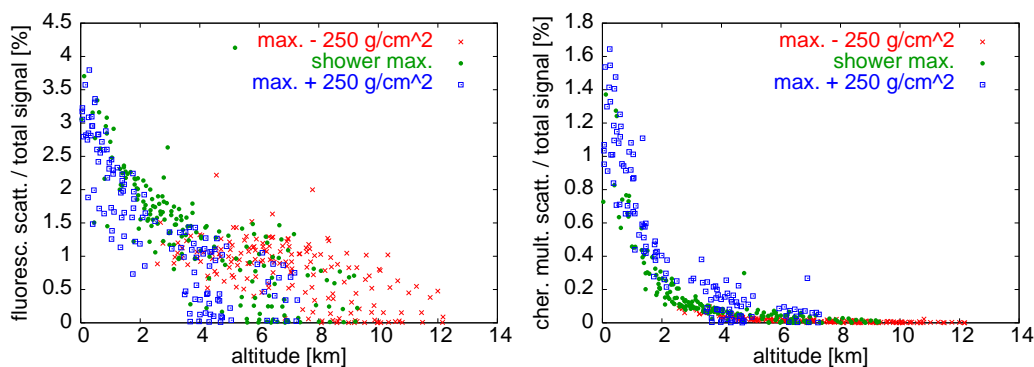 fluoresc. scatt. / total signal [%]
4.5
4
3.5
3
2.5
2
1.5
1
0.5
0
max. - 250 g/cm^2
shower max.
max. + 250 g/cm^2
0 2 4 6 8 10 12 14
altitude [km]
cher. mult. scatt. / total signal [%]
1.8
1.6
1.4
1.2
1
0.8
0.6
0.4
0.2
0
max. - 250 g/cm^2
shower max.
max. + 250 g/cm^2
0 2 4 6 8 10 12 14
altitude [km]